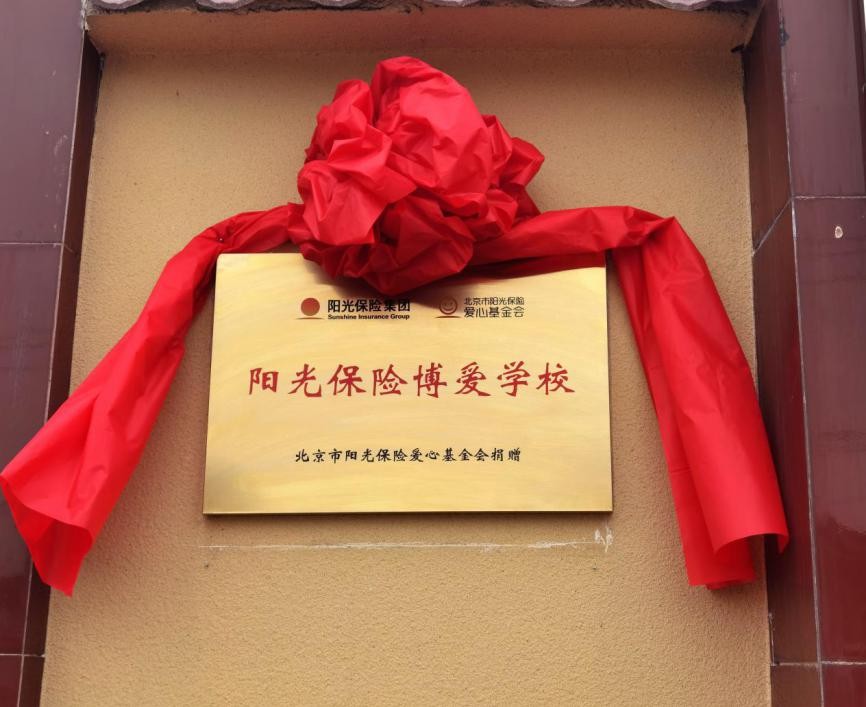 阳光保险集团
Sunshine Insurance Group
北京市阳光保险
爱心基金会
阳光保险博爱学校
北京市阳光保险爱心基金会捐赠